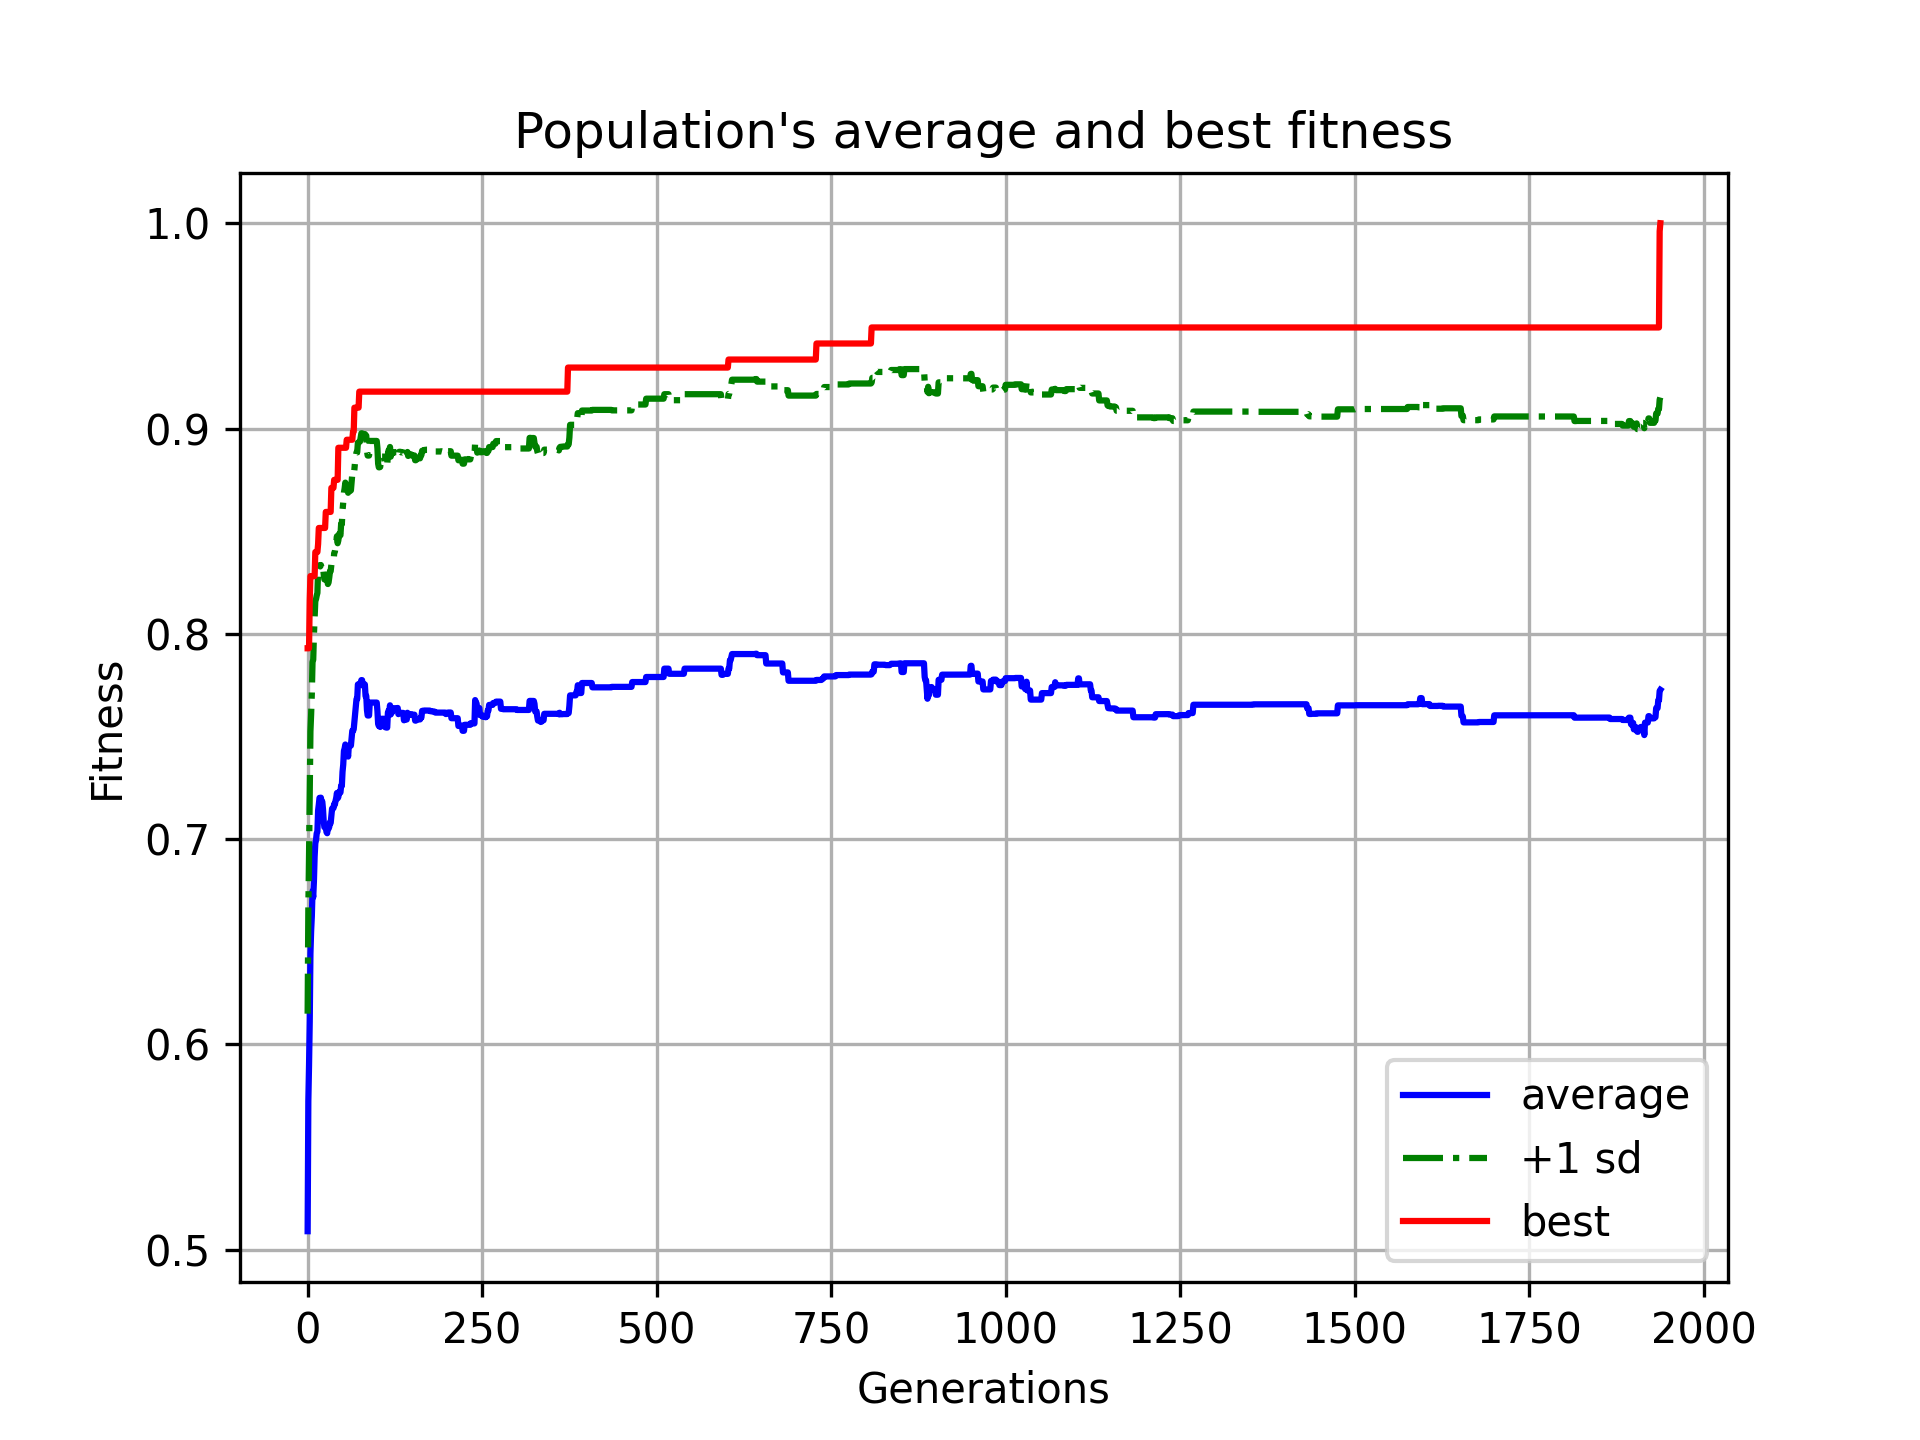 Population's average and best fitness
1.0
0.9
0.8
0.7
0.6
0.5
Fitness
average
+1 sd
best
0 250 500 750 1000 1250 1500 1750 2000
Generations